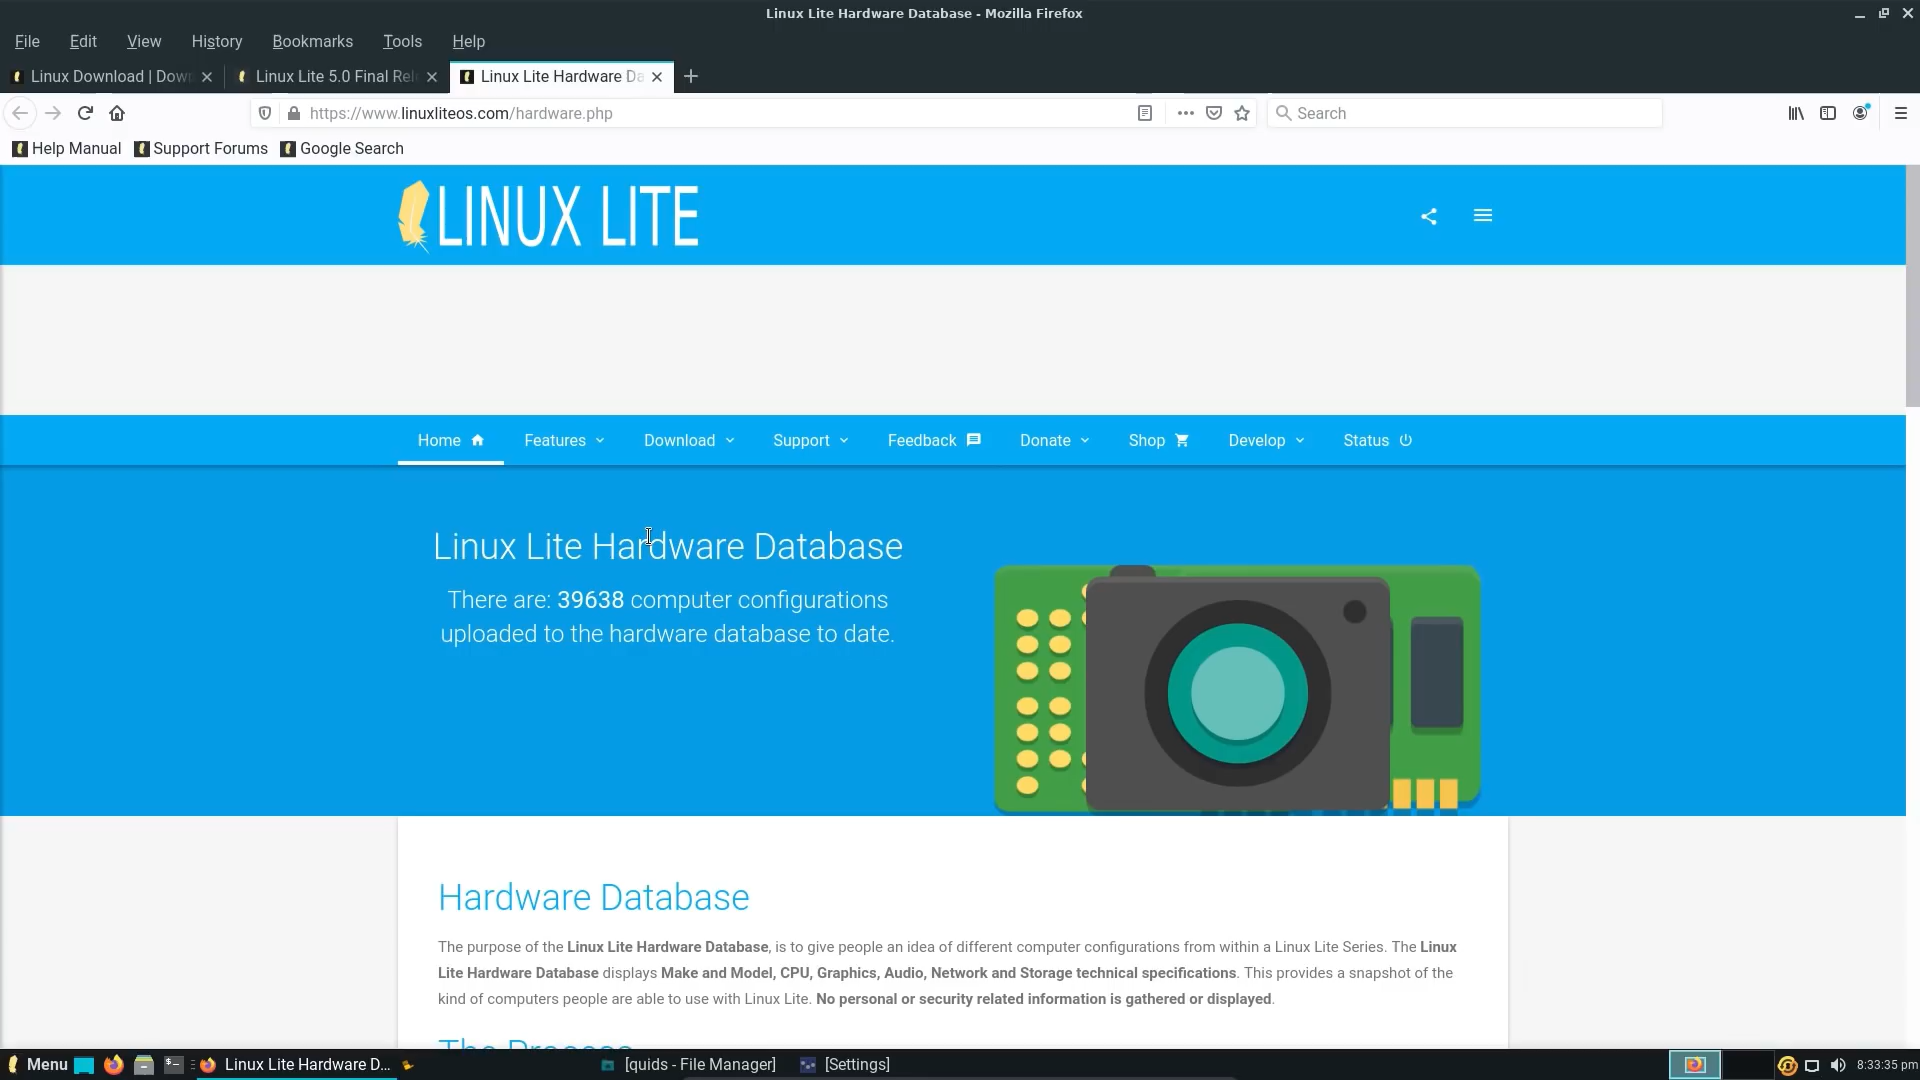 Linux Lite Hardware Database - Mozilla Firefox
File Edit View History Bookmarks Tools Help
Linux Download | Dow
Linux Lite 5.0 Final Rel
Linux Lite Hardware Da
https://www.linuxliteos.com/hardware.php
Search
Help Manual Support Forums Google Search
LINUX LITE
Home Features Download Support Feedback Donate Shop Develop Status
Linux Lite Hardware Database
There are: 39638 computer configurations
uploaded to the hardware database to date.
Hardware Database
The purpose of the Linux Lite Hardware Database, is to give people an idea of different computer configurations from within a Linux Lite Series. The Linux
Lite Hardware Database displays Make and Model, CPU, Graphics, Audio, Network and Storage technical specifications. This provides a snapshot of the
kind of computers people are able to use with Linux Lite. No personal or security related information is gathered or displayed.
The Process
Menu Linux Lite Hardware D... [quids - File Manager] [Settings] 8:33:35 pm